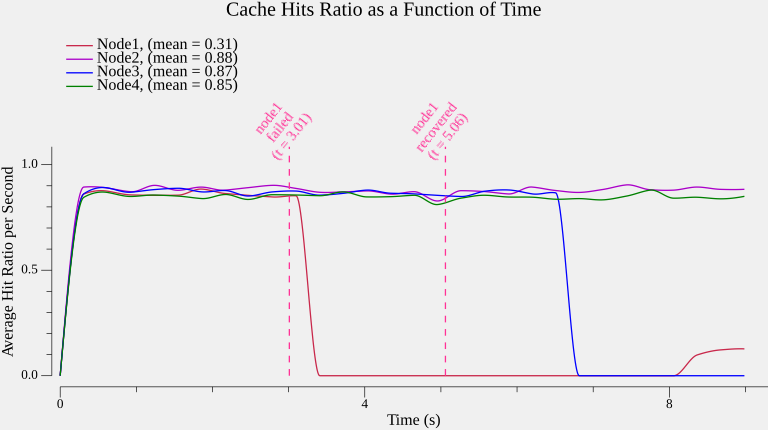 Cache Hits Ratio as a Function of Time
Node1, (mean = 0.31)
Node2, (mean = 0.88)
Node3, (mean = 0.87)
Node4, (mean = 0.85)
node1
failed
(t = 3.01)
node1
recovered
(t = 5.06)
Average Hit Ratio per Second
1.0
0.5
0.0
0
4
8
Time (s)